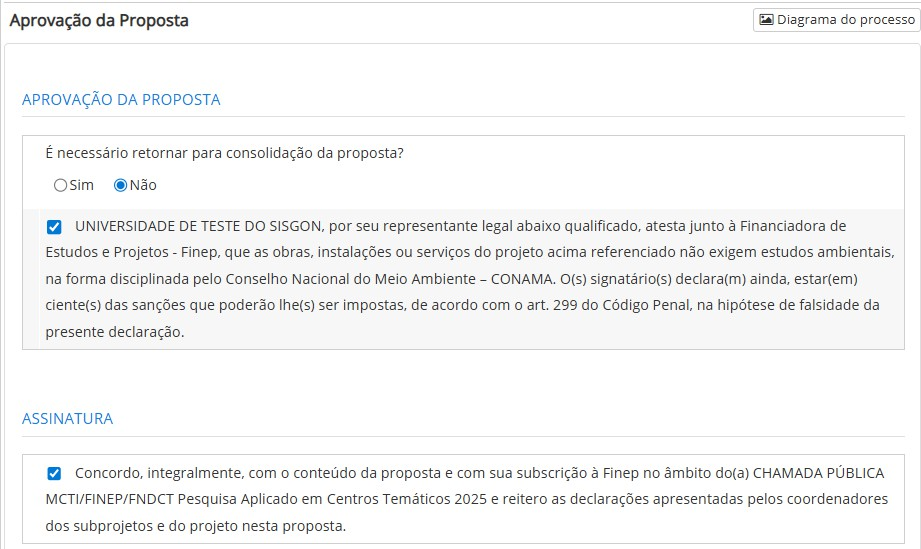 Aprovação da Proposta
Diagrama do processo
APROVAÇÃO DA PROPOSTA
É necessário retornar para consolidação da proposta?
Sim Não
UNIVERSIDADE DE TESTE DO SISGON, por seu representante legal abaixo qualificado, atesta junto à Financiadora de
Estudos e Projetos - Finep, que as obras, instalações ou serviços do projeto acima referenciado não exigem estudos ambientais,
na forma disciplinada pelo Conselho Nacional do Meio Ambiente – CONAMA. O(s) signatário(s) declara(m) ainda, estar(em)
ciente(s) das sanções que poderão lhe(s) ser impostas, de acordo com o art. 299 do Código Penal, na hipótese de falsidade da
presente declaração.
ASSINATURA
Concordo, integralmente, com o conteúdo da proposta e com sua subscrição à Finep no âmbito do(a) CHAMADA PÚBLICA
MCTI/FINEP/FNDCT Pesquisa Aplicado em Centros Temáticos 2025 e reitero as declarações apresentadas pelos coordenadores
dos subprojetos e do projeto nesta proposta.